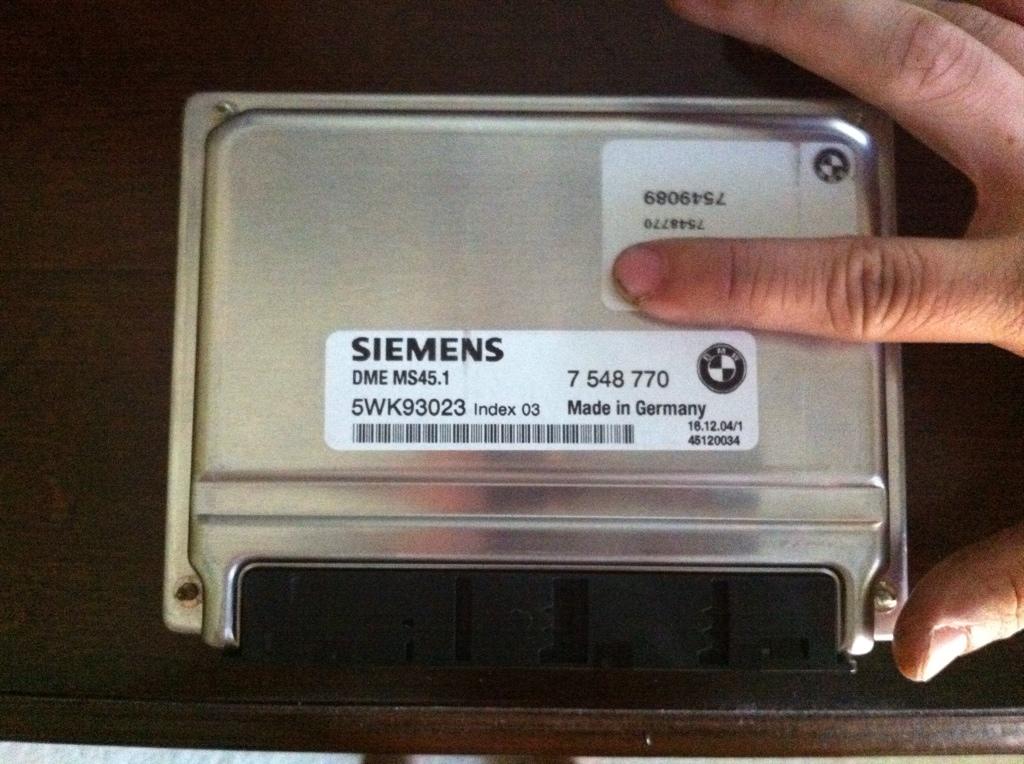 7549089
7548770
SIEMENS
DME MS45.1 7 548 770
BMW
5WK93023 Index 03 Made in Germany
16.12.04/1
45120034